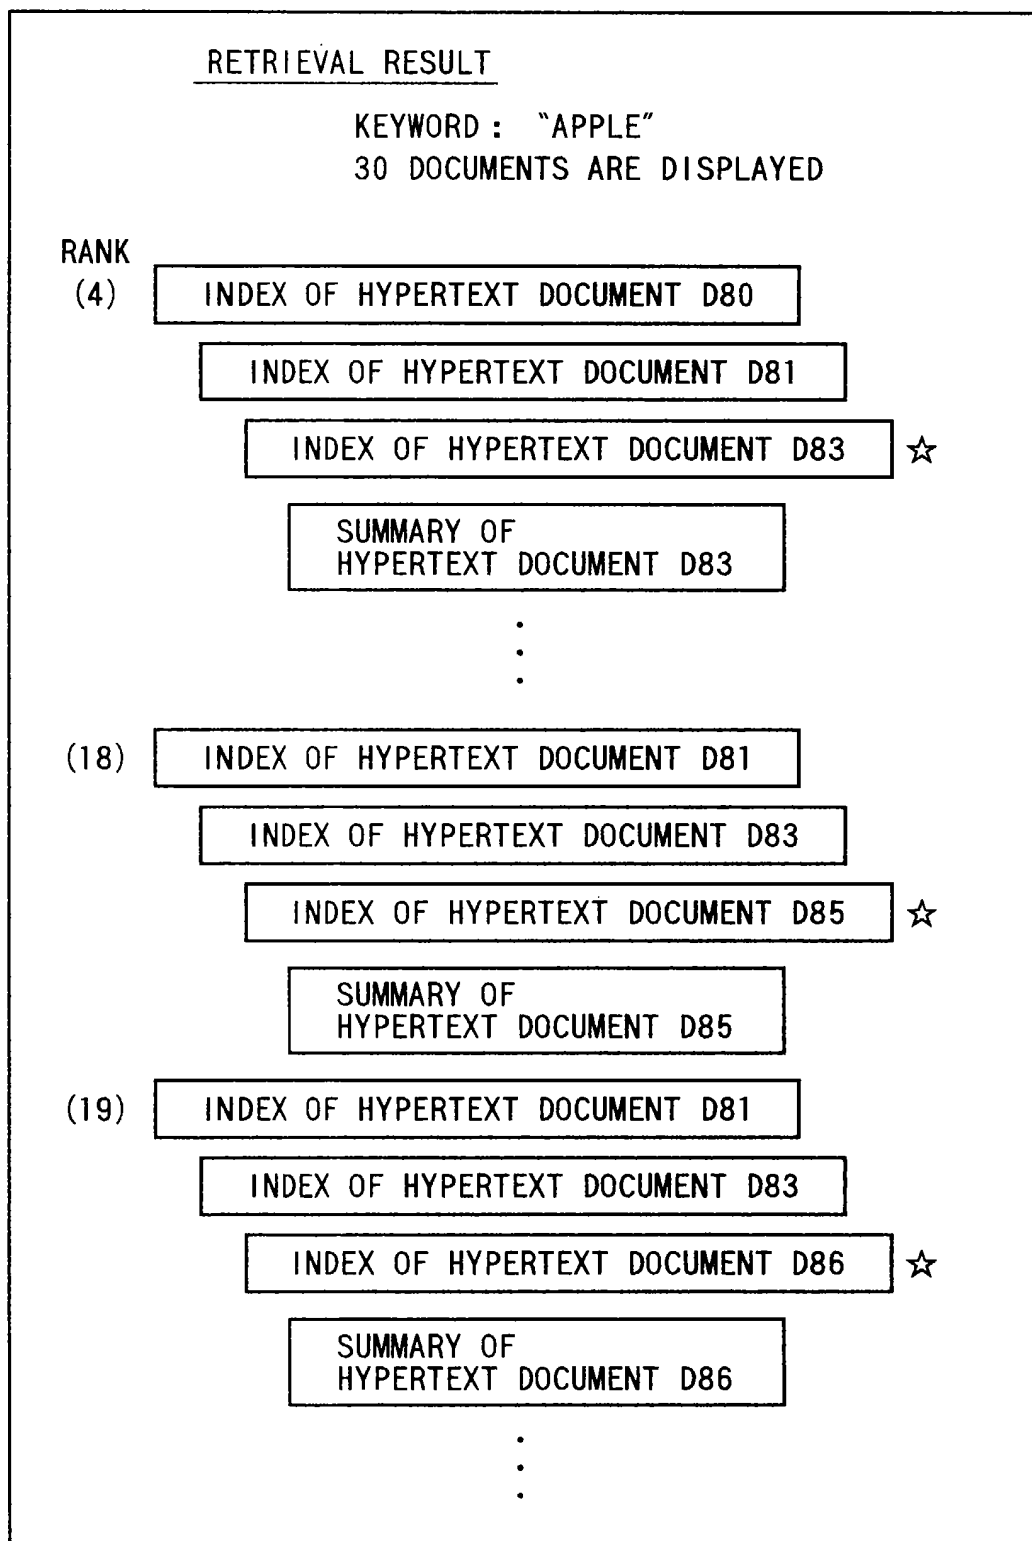 RETRIEVAL RESULT
KEYWORD : "APPLE"
30 DOCUMENTS ARE DISPLAYED
RANK
(4) INDEX OF HYPERTEXT DOCUMENT D80
INDEX OF HYPERTEXT DOCUMENT D81
INDEX OF HYPERTEXT DOCUMENT D83 ☆
SUMMARY OF
HYPERTEXT DOCUMENT D83
(18) INDEX OF HYPERTEXT DOCUMENT D81
INDEX OF HYPERTEXT DOCUMENT D83
INDEX OF HYPERTEXT DOCUMENT D85 ☆
SUMMARY OF
HYPERTEXT DOCUMENT D85
(19) INDEX OF HYPERTEXT DOCUMENT D81
INDEX OF HYPERTEXT DOCUMENT D83
INDEX OF HYPERTEXT DOCUMENT D86 ☆
SUMMARY OF
HYPERTEXT DOCUMENT D86